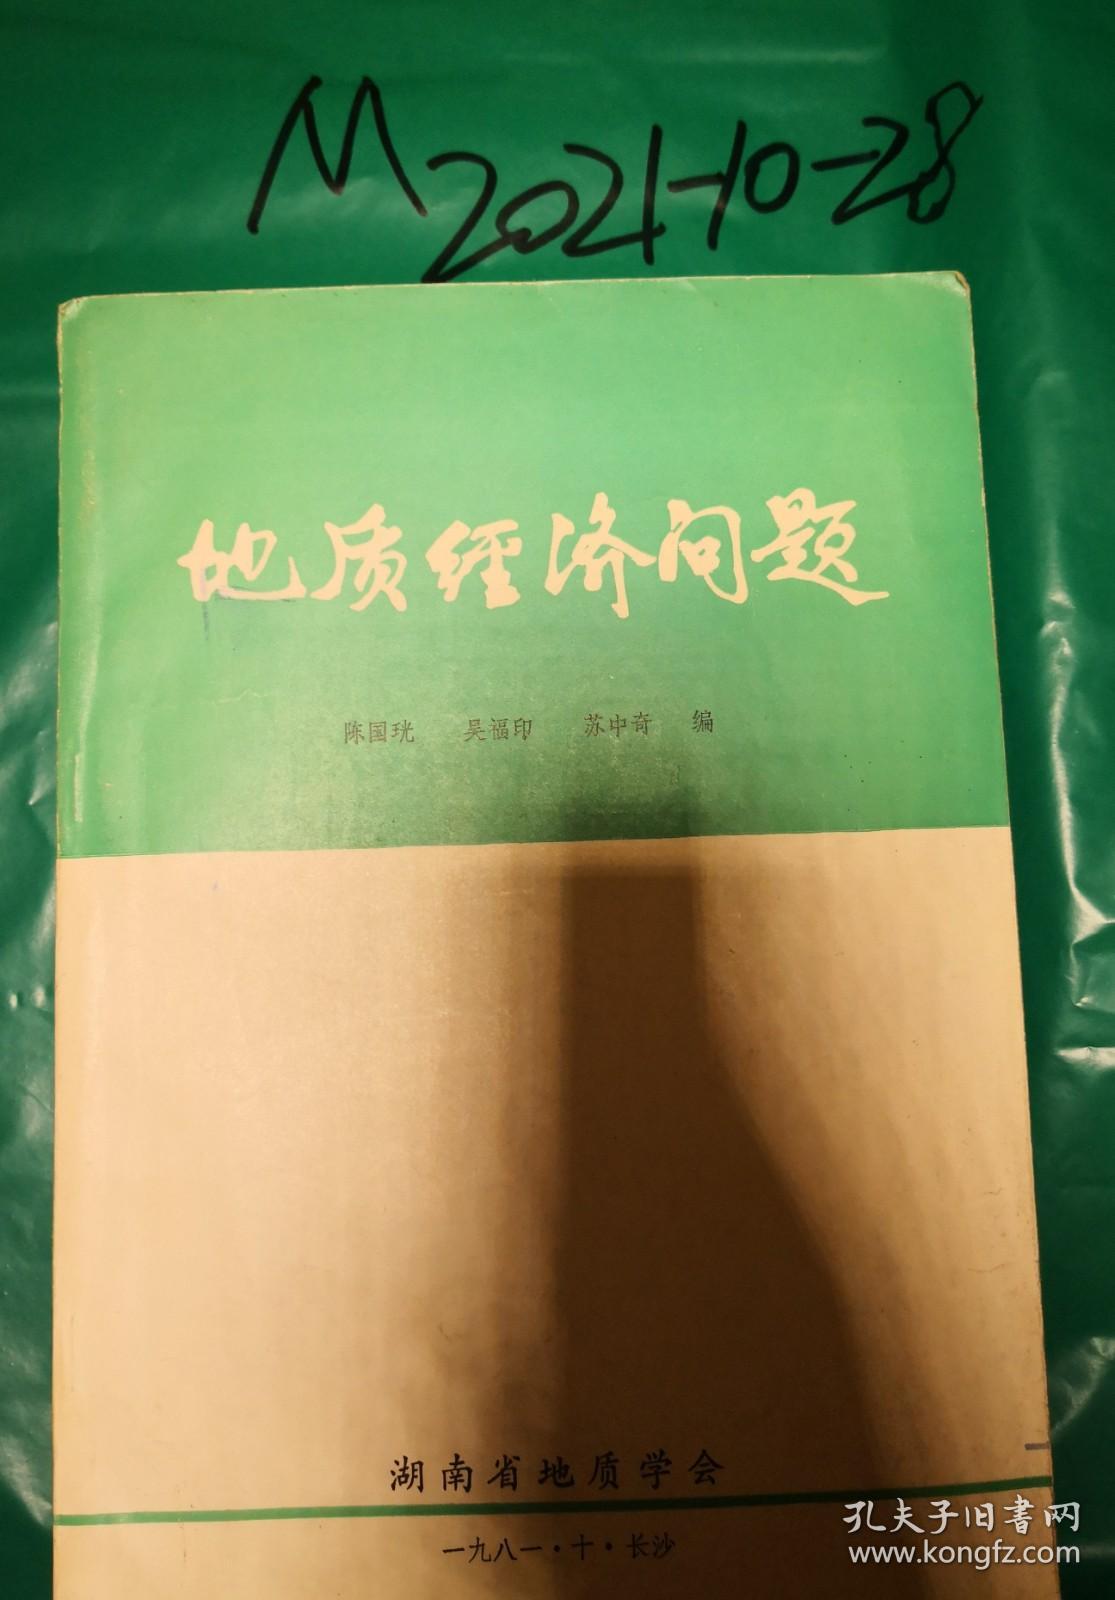 M2021-10-28
地质经济问题
陈国珖 吴福印 苏中奇 编
湖南省地质学会
一九八一·十·长沙
孔夫子旧书网
www.kongfz.com